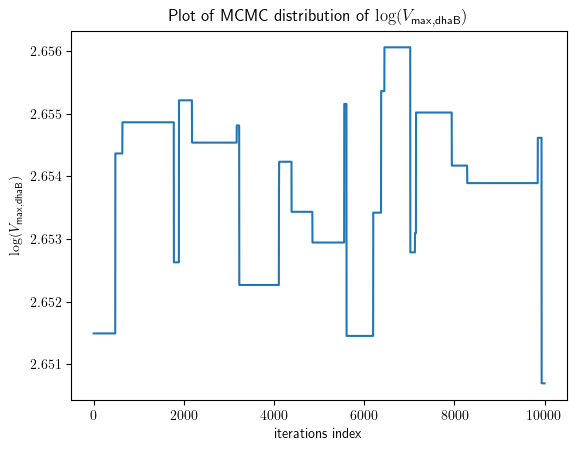 Plot of MCMC distribution of log(V_max,dhaB)
2.656
2.655
2.654
2.653
2.652
2.651
log(V_max,dhaB)
0 2000 4000 6000 8000 10000
iterations index